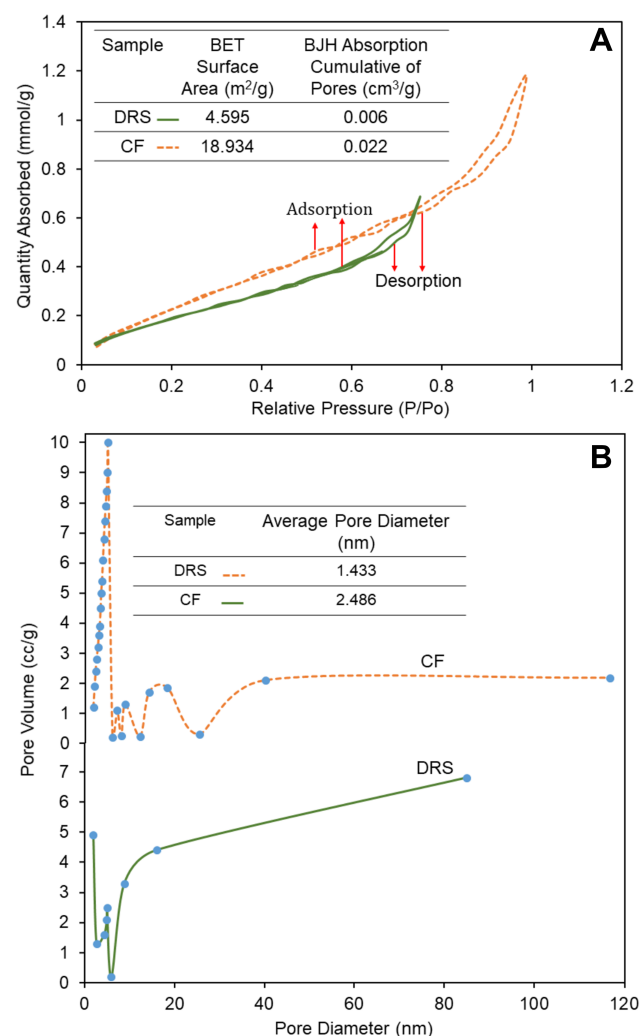 A
Sample BET Surface Area (m2/g) BJH Absorption Cumulative of Pores (cm3/g)
DRS 4.595 0.006
CF 18.934 0.022
Adsorption
Desorption
Quantity Absorbed (mmol/g)
1.4
1.2
1
0.8
0.6
0.4
0.2
0
0 0.2 0.4 0.6 0.8 1 1.2
Relative Pressure (P/Po)
B
Sample Average Pore Diameter (nm)
DRS 1.433
CF 2.486
CF
DRS
Pore Volume (cc/g)
10
9
8
7
6
5
4
3
2
1
0
7
6
5
4
3
2
1
0
0 20 40 60 80 100 120
Pore Diameter (nm)